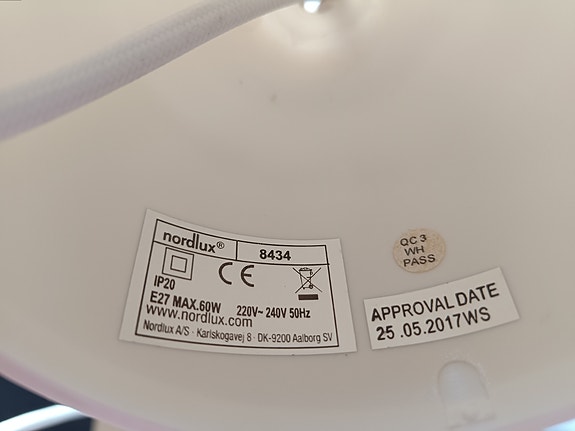 nordlux® 8434
IP20
E27 MAX.60W 220V~ 240V 50Hz
www.nordlux.com
Nordlux A/S · Karlskogavej 8 · DK-9200 Aalborg SV
QC 3
WH
PASS
APPROVAL DATE
25 .05.2017WS